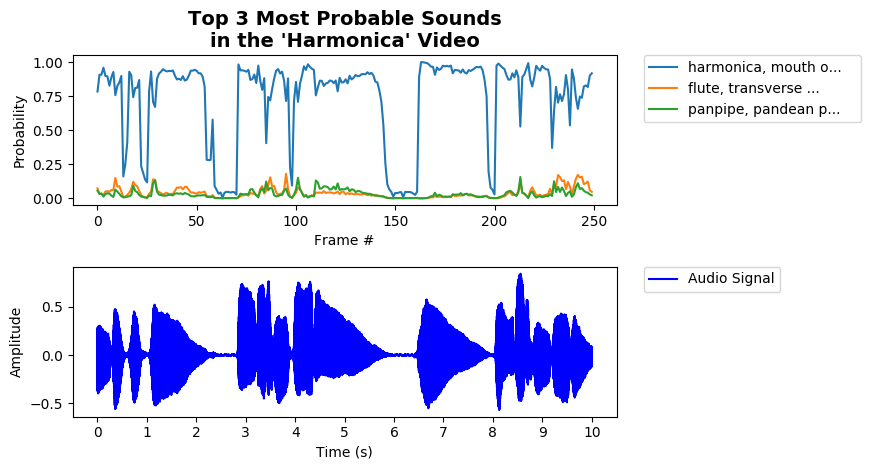 Top 3 Most Probable Sounds
in the 'Harmonica' Video
1.00
0.75
0.50
0.25
0.00
Probability
0 50 100 150 200 250
Frame #
harmonica, mouth o...
flute, transverse ...
panpipe, pandean p...
0.5
0.0
−0.5
Amplitude
0 1 2 3 4 5 6 7 8 9 10
Time (s)
Audio Signal